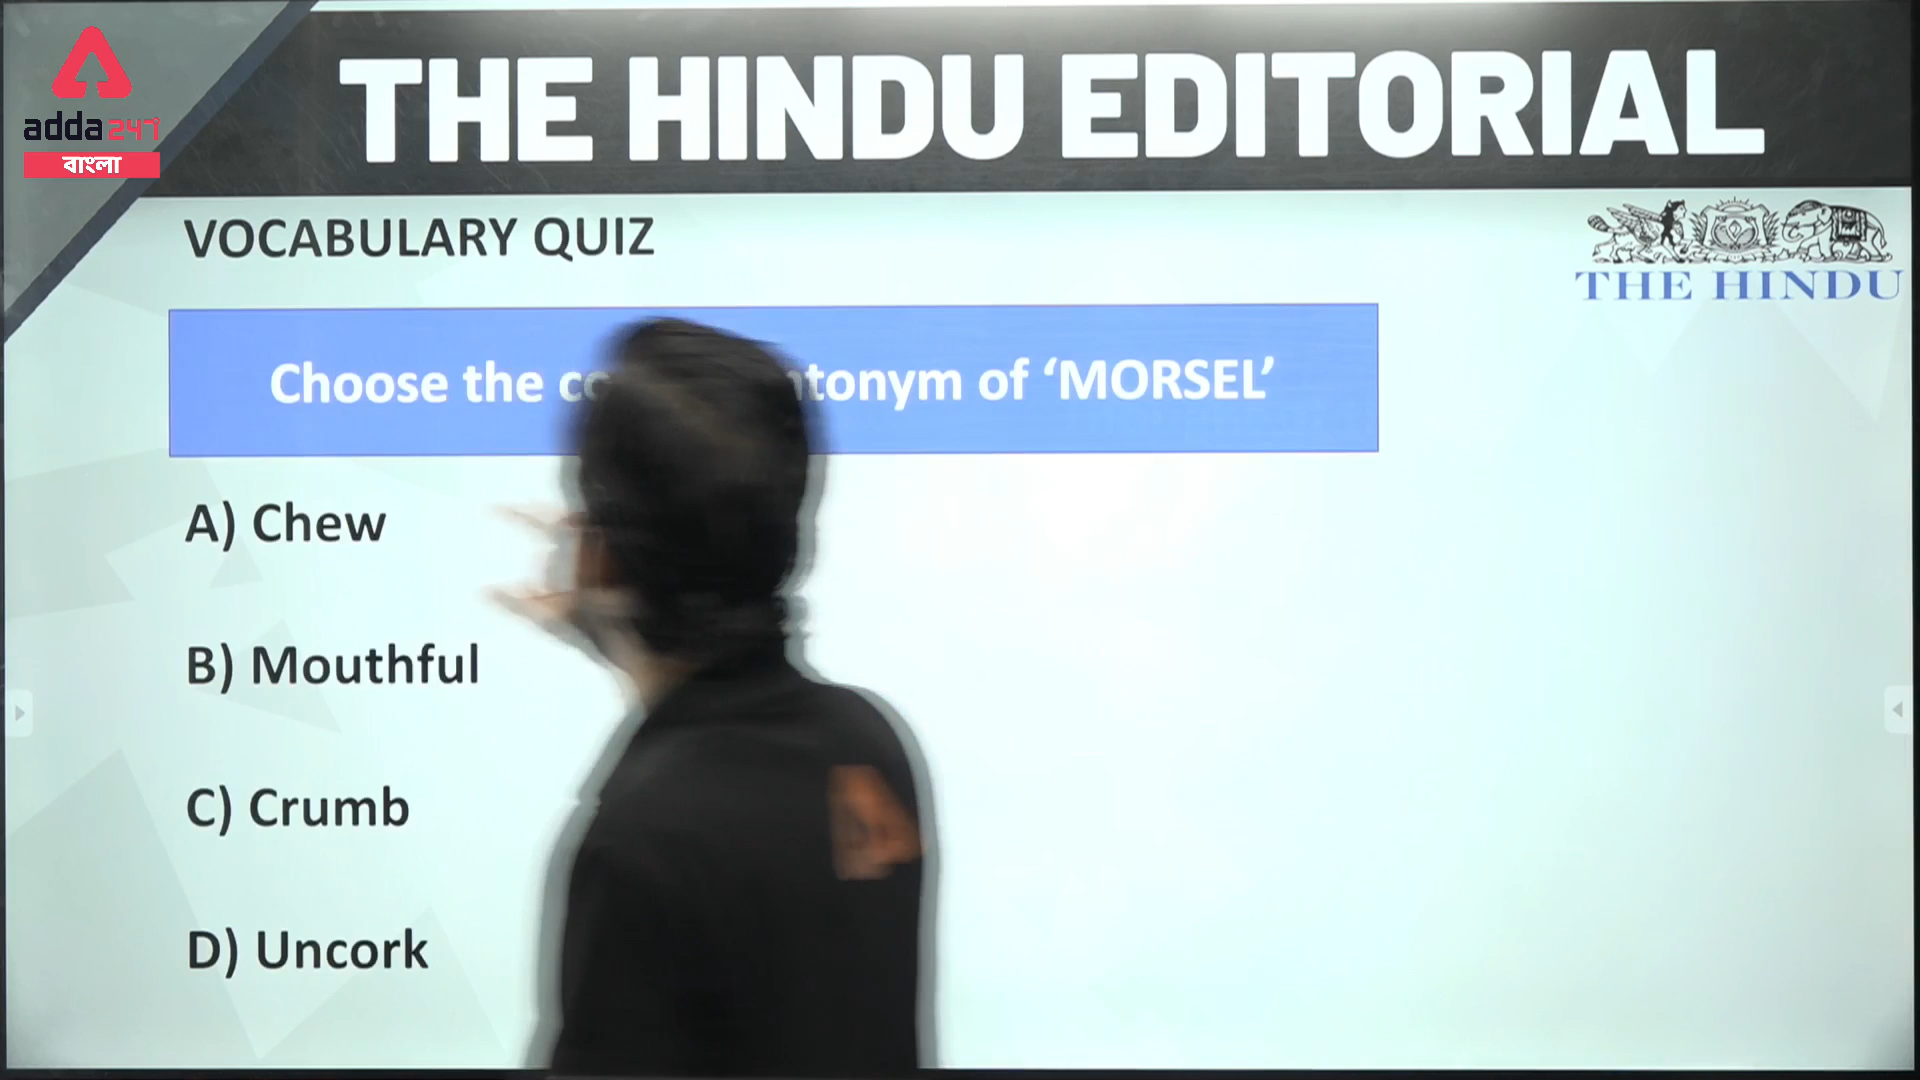 adda247
বাংলা
THE HINDU EDITORIAL
THE HINDU
VOCABULARY QUIZ
Choose the tonym of ‘MORSEL’
A) Chew
B) Mouthful
C) Crumb
D) Uncork